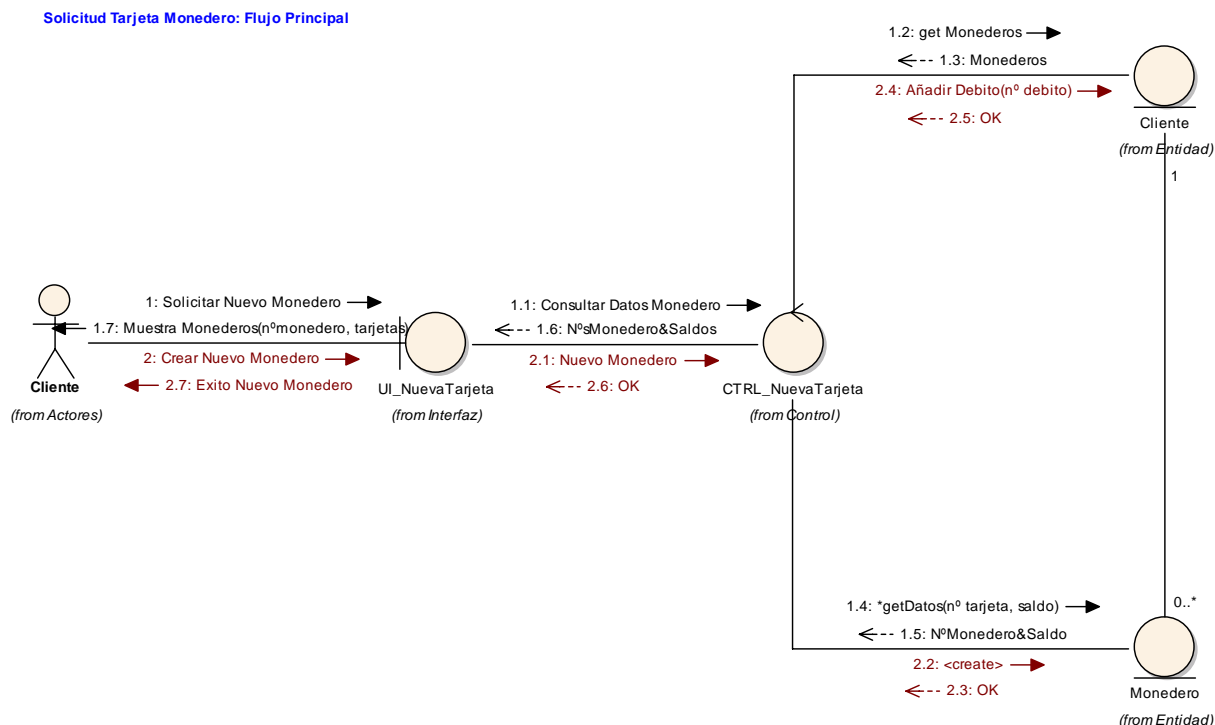 Solicitud Tarjeta Monedero: Flujo Principal
1.2: get Monederos
1.3: Monederos
2.4: Añadir Debito(nº debito)
2.5: OK
Cliente
(from Entidad)
1
1: Solicitar Nuevo Monedero
1.7: Muestra Monederos(nºmonedero, tarjetas)
2: Crear Nuevo Monedero
2.7: Exito Nuevo Monedero
Cliente
(from Actores)
UI_NuevaTarjeta
(from Interfaz)
1.1: Consultar Datos Monedero
1.6: NºsMonedero&Saldos
2.1: Nuevo Monedero
2.6: OK
CTRL_NuevaTarjeta
(from Control)
1.4: *getDatos(nº tarjeta, saldo)
1.5: NºMonedero&Saldo
2.2: <create>
2.3: OK
0..*
Monedero
(from Entidad)